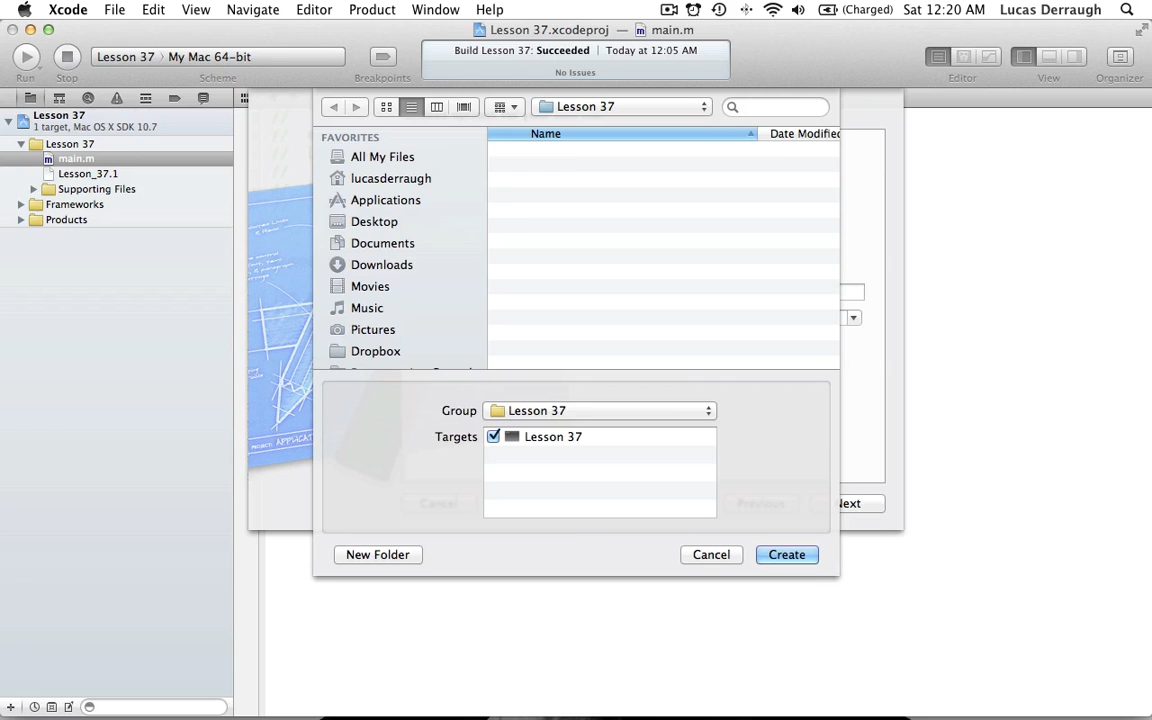 Xcode File Edit View Navigate Editor Product Window Help (Charged) Sat 12:20 AM Lucas Derraugh
Lesson 37.xcodeproj — main.m
Lesson 37 › My Mac 64-bit
Build Lesson 37: Succeeded | Today at 12:05 AM
No Issues
Run Stop Scheme Breakpoints Editor View Organizer
Lesson 37
1 target, Mac OS X SDK 10.7
Lesson 37
main.m
Lesson_37.1
Supporting Files
Frameworks
Products
Lesson 37
FAVORITES
All My Files
lucasderraugh
Applications
Desktop
Documents
Downloads
Movies
Music
Pictures
Dropbox
Name Date Modified
Group Lesson 37
Targets Lesson 37
Cancel Previous Next
New Folder Cancel Create